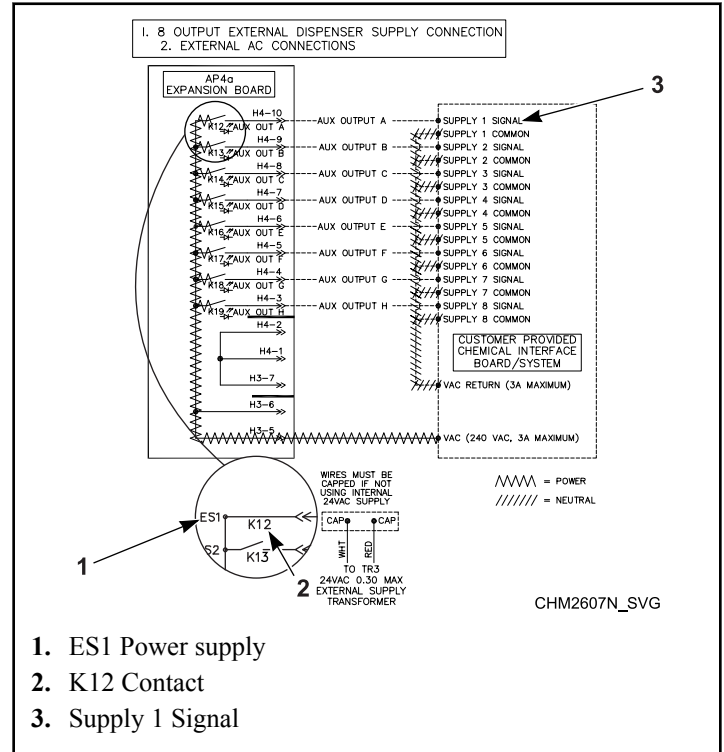 1. 8 OUTPUT EXTERNAL DISPENSER SUPPLY CONNECTION
2. EXTERNAL AC CONNECTIONS
AP4a
EXPANSION BOARD
3
H4-10
K12 AUX OUT A
AUX OUTPUT A
SUPPLY 1 SIGNAL
SUPPLY 1 COMMON
H4-9
K13 AUX OUT B
AUX OUTPUT B
SUPPLY 2 SIGNAL
SUPPLY 2 COMMON
H4-8
K14 AUX OUT C
AUX OUTPUT C
SUPPLY 3 SIGNAL
SUPPLY 3 COMMON
H4-7
K15 AUX OUT D
AUX OUTPUT D
SUPPLY 4 SIGNAL
SUPPLY 4 COMMON
H4-6
K16 AUX OUT E
AUX OUTPUT E
SUPPLY 5 SIGNAL
SUPPLY 5 COMMON
H4-5
K17 AUX OUT F
AUX OUTPUT F
SUPPLY 6 SIGNAL
SUPPLY 6 COMMON
H4-4
K18 AUX OUT G
AUX OUTPUT G
SUPPLY 7 SIGNAL
SUPPLY 7 COMMON
H4-3
K19 AUX OUT H
AUX OUTPUT H
SUPPLY 8 SIGNAL
SUPPLY 8 COMMON
H4-2
H4-1
H3-7
H3-6
H3-5
CUSTOMER PROVIDED
CHEMICAL INTERFACE
BOARD/SYSTEM
VAC RETURN (3A MAXIMUM)
VAC (240 VAC, 3A MAXIMUM)
= POWER
= NEUTRAL
WIRES MUST BE
CAPPED IF NOT
USING INTERNAL
24VAC SUPPLY
CAP CAP
WHT RED
TO TR3
24VAC 0.30 MAX
EXTERNAL SUPPLY
TRANSFORMER
ES1
K12
S2
K13
1
2
CHM2607N_SVG
1. ES1 Power supply
2. K12 Contact
3. Supply 1 Signal